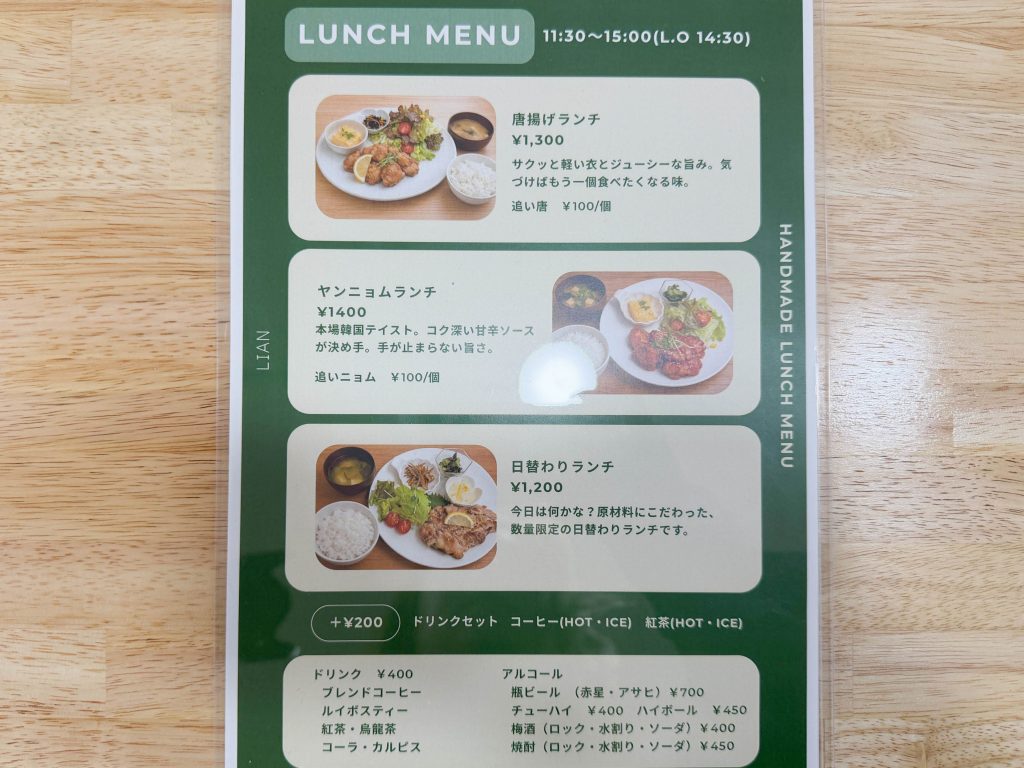 LUNCH MENU 11:30〜15:00(L.O 14:30)
唐揚げランチ
¥1,300
サクッと軽い衣とジューシーな旨み。気
づけばもう一個食べたくなる味。
追い唐　¥100/個
ヤンニョムランチ
¥1400
本場韓国テイスト。コク深い甘辛ソース
が決め手。手が止まらない旨さ。
追いニョム　¥100/個
日替わりランチ
¥1,200
今日は何かな？原材料にこだわった、
数量限定の日替わりランチです。
LIAN
HANDMADE LUNCH MENU
＋¥200　ドリンクセット　コーヒー(HOT・ICE)　紅茶(HOT・ICE)
ドリンク　¥400
ブレンドコーヒー
ルイボスティー
紅茶・烏龍茶
コーラ・カルピス
アルコール
瓶ビール　（赤星・アサヒ）¥700
チューハイ　¥400　ハイボール　¥450
梅酒（ロック・水割り・ソーダ）¥400
焼酎（ロック・水割り・ソーダ）¥450